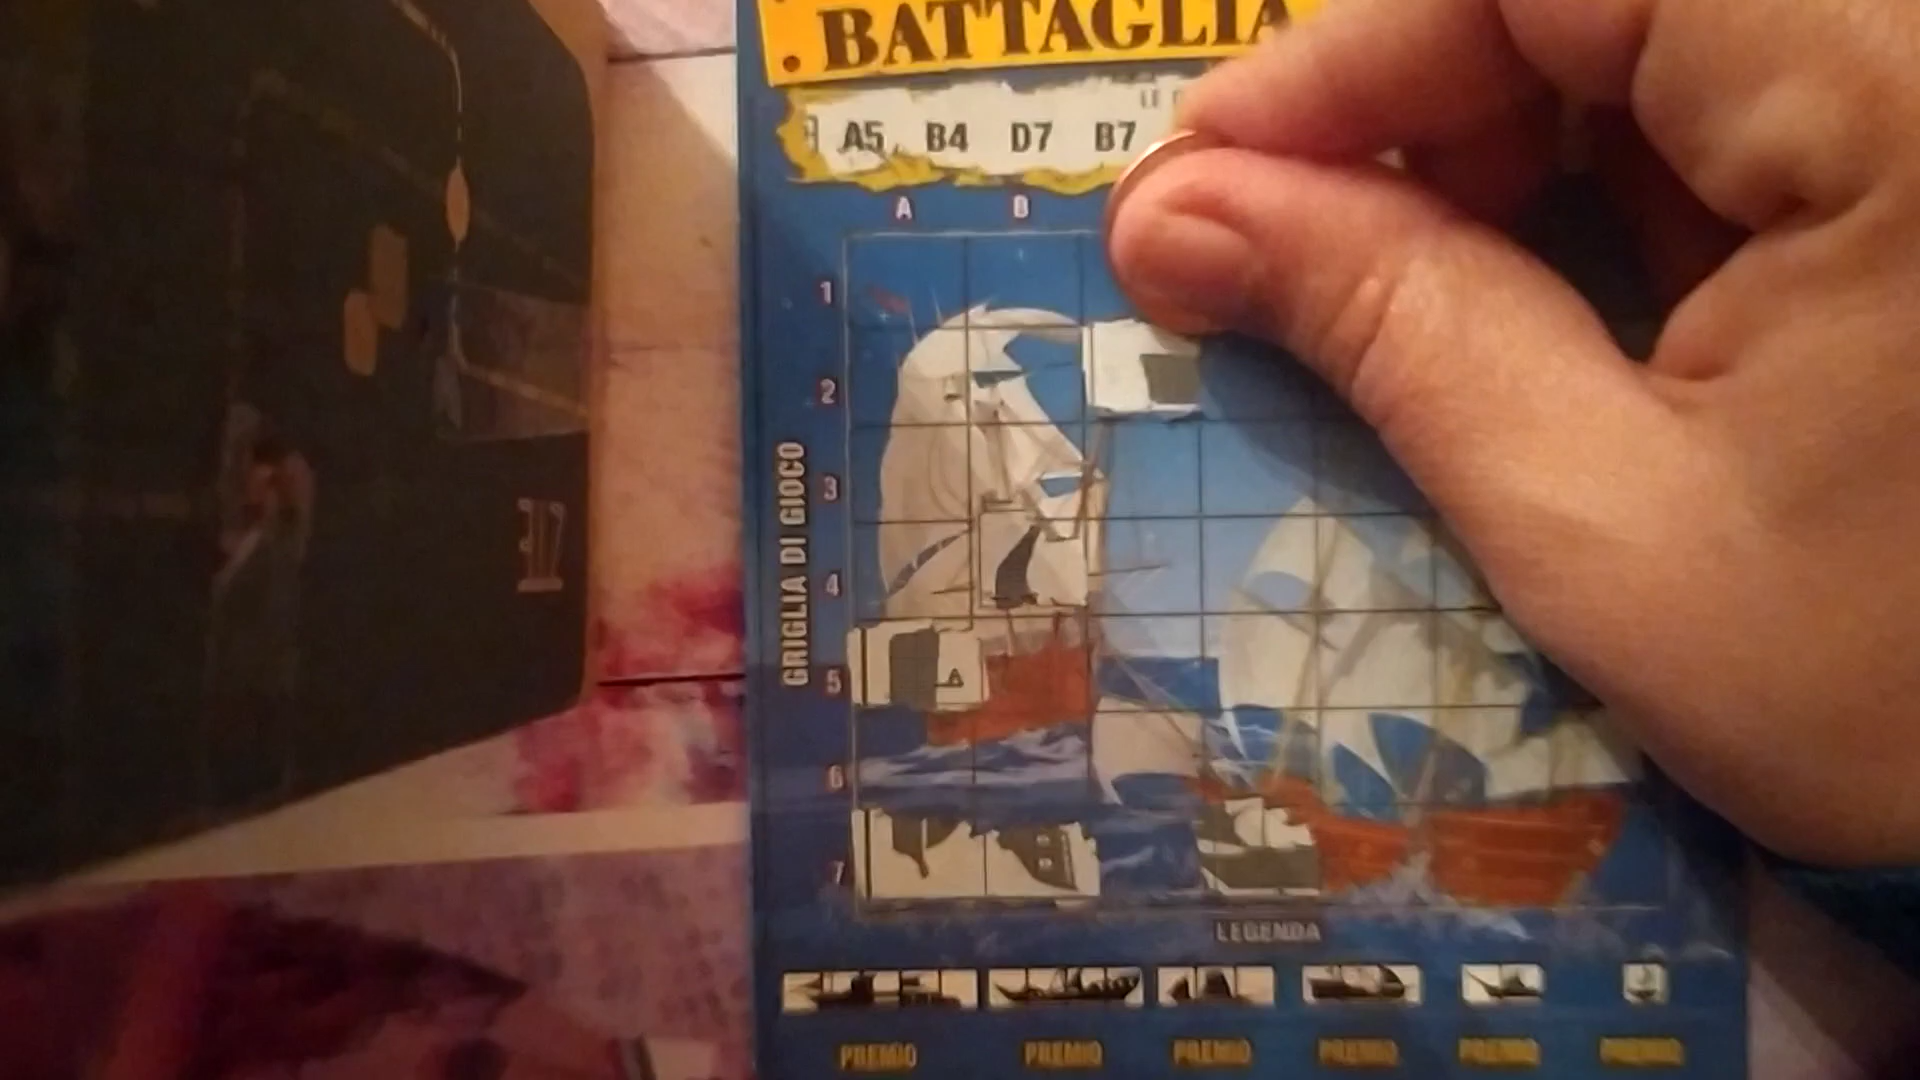 BATTAGLIA
LE
A5 B4 D7 B7
A B
1
2
3
4
5
6
7
GRIGLIA DI GIOCO
LEGENDA
PREMIO PREMIO PREMIO PREMIO PREMIO PREMIO